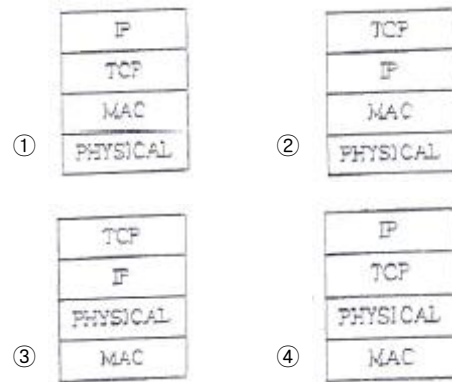 IP
TCP
MAC
① PHYSICAL
TCP
IP
MAC
② PHYSICAL
TCP
IP
PHYSICAL
③ MAC
IP
TCP
PHYSICAL
④ MAC